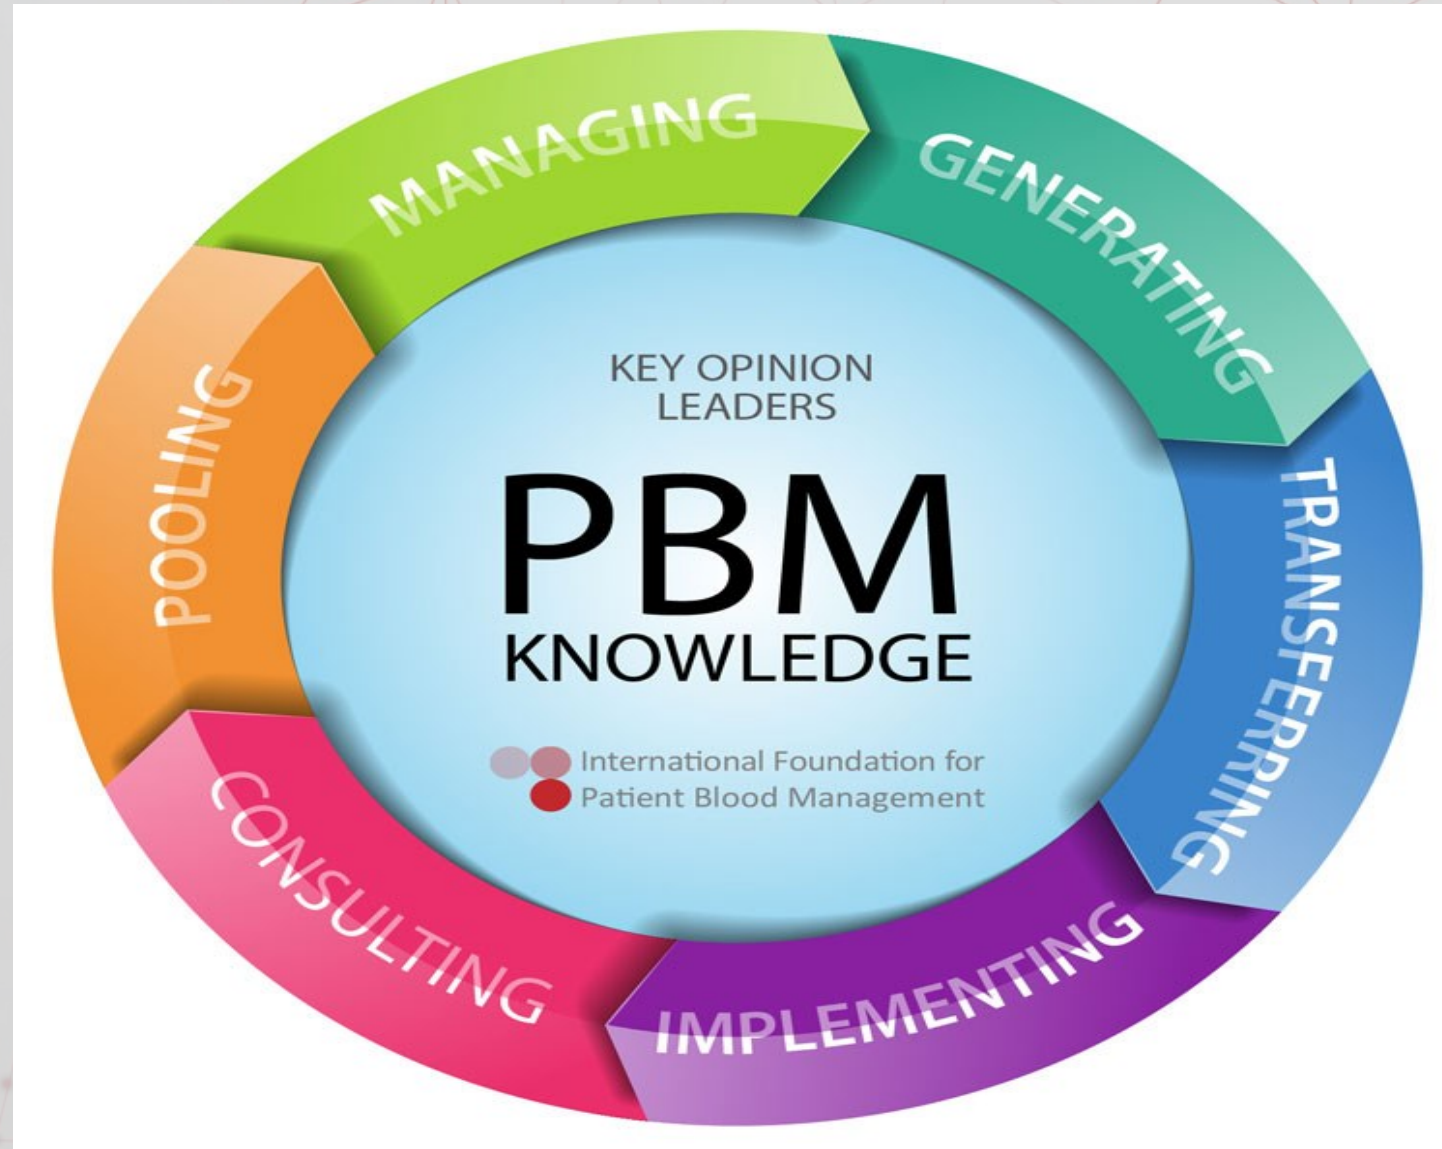 MANAGING
GENERATING
TRANSFERRING
IMPLEMENTING
CONSULTING
POOLING
KEY OPINION
LEADERS
PBM
KNOWLEDGE
International Foundation for
Patient Blood Management